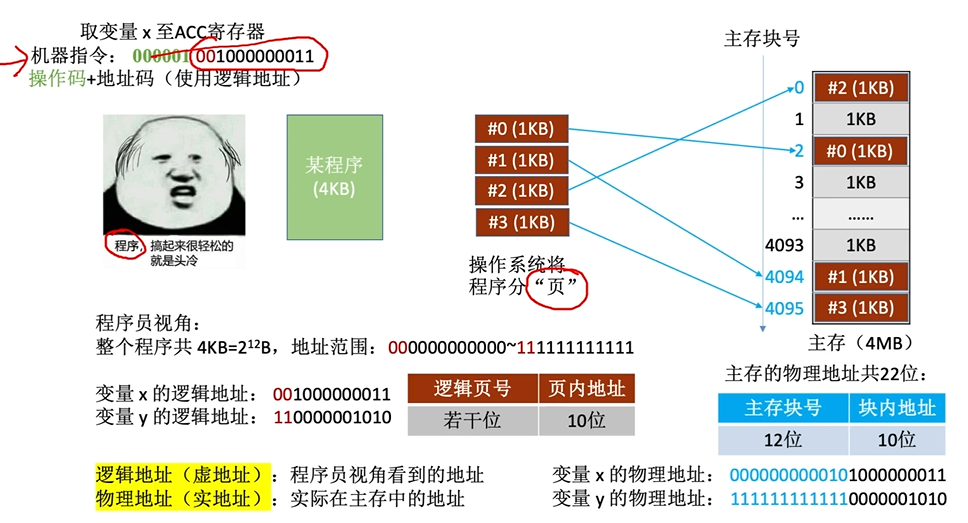 取变量 x 至ACC寄存器
机器指令：000001 001000000011
操作码+地址码（使用逻辑地址）
程序，搞起来很轻松的
就是头冷
某程序
(4KB)
#0 (1KB)
#1 (1KB)
#2 (1KB)
#3 (1KB)
操作系统将
程序分“页”
主存块号
0 #2 (1KB)
1 1KB
2 #0 (1KB)
3 1KB
... ......
4093 1KB
4094 #1 (1KB)
4095 #3 (1KB)
主存（4MB）
程序员视角：
整个程序共 4KB=2¹²B，地址范围：000000000000~111111111111
变量 x 的逻辑地址： 001000000011
变量 y 的逻辑地址： 110000001010
逻辑页号 页内地址
若干位 10位
主存的物理地址共22位：
主存块号 块内地址
12位 10位
逻辑地址（虚地址）：程序员视角看到的地址
物理地址（实地址）：实际在主存中的地址
变量 x 的物理地址： 0000000000101000000011
变量 y 的物理地址： 1111111111110000001010